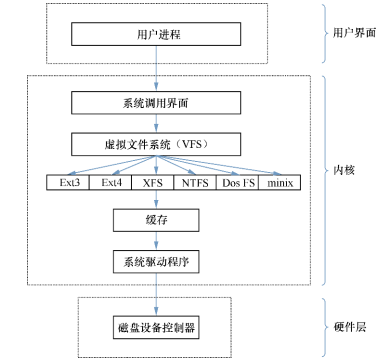 用户进程
用户界面
系统调用界面
虚拟文件系统（VFS）
Ext3 Ext4 XFS NTFS Dos FS minix
内核
缓存
系统驱动程序
磁盘设备控制器
硬件层